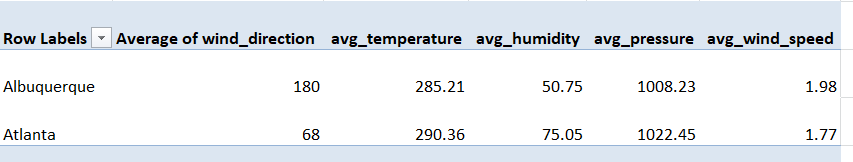 Row Labels Average of wind_direction avg_temperature avg_humidity avg_pressure avg_wind_speed
Albuquerque 180 285.21 50.75 1008.23 1.98
Atlanta 68 290.36 75.05 1022.45 1.77